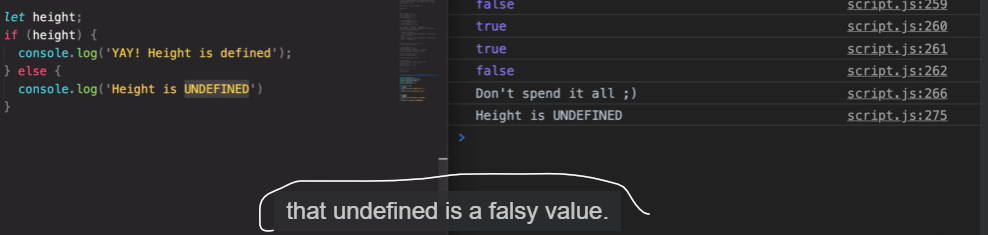 let height;
if (height) {
  console.log('YAY! Height is defined');
} else {
  console.log('Height is UNDEFINED')
}
false script.js:259
true script.js:260
true script.js:261
false script.js:262
Don't spend it all ;) script.js:266
Height is UNDEFINED script.js:275
>
that undefined is a falsy value.